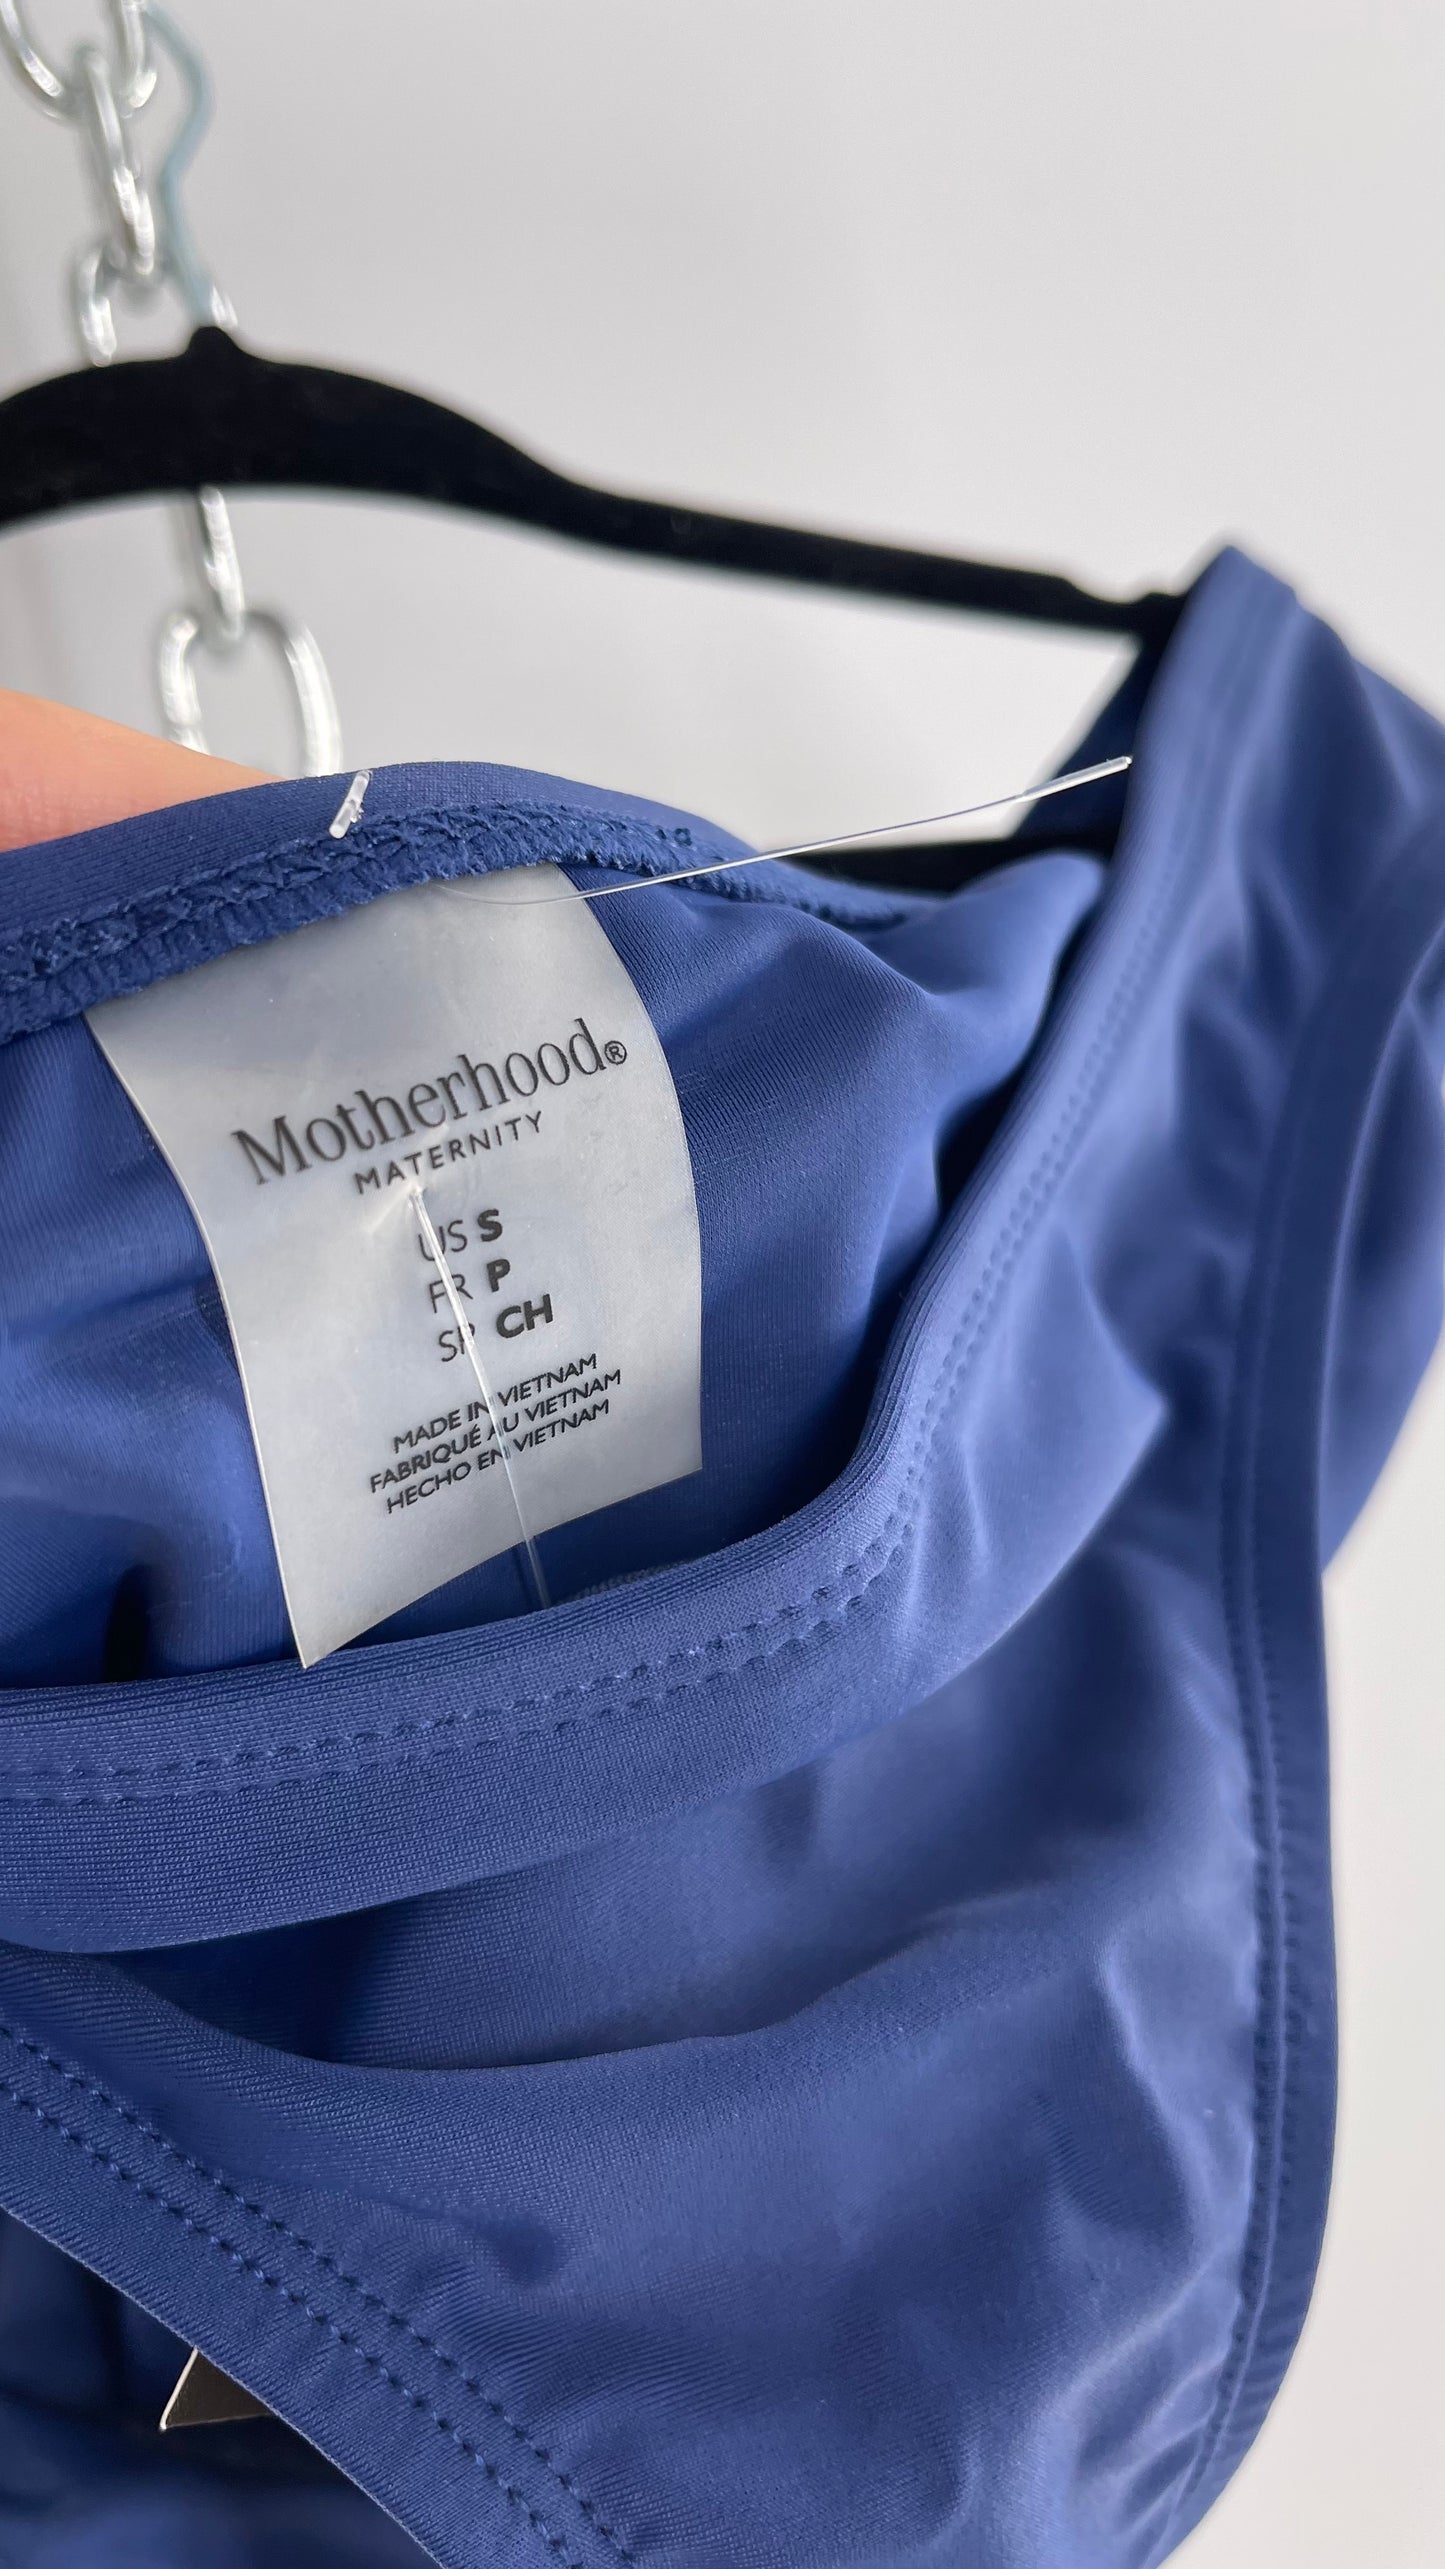 Motherhood®
MATERNITY
US S
FR P
SP CH
MADE IN VIETNAM
FABRIQUÉ AU VIETNAM
HECHO EN VIETNAM